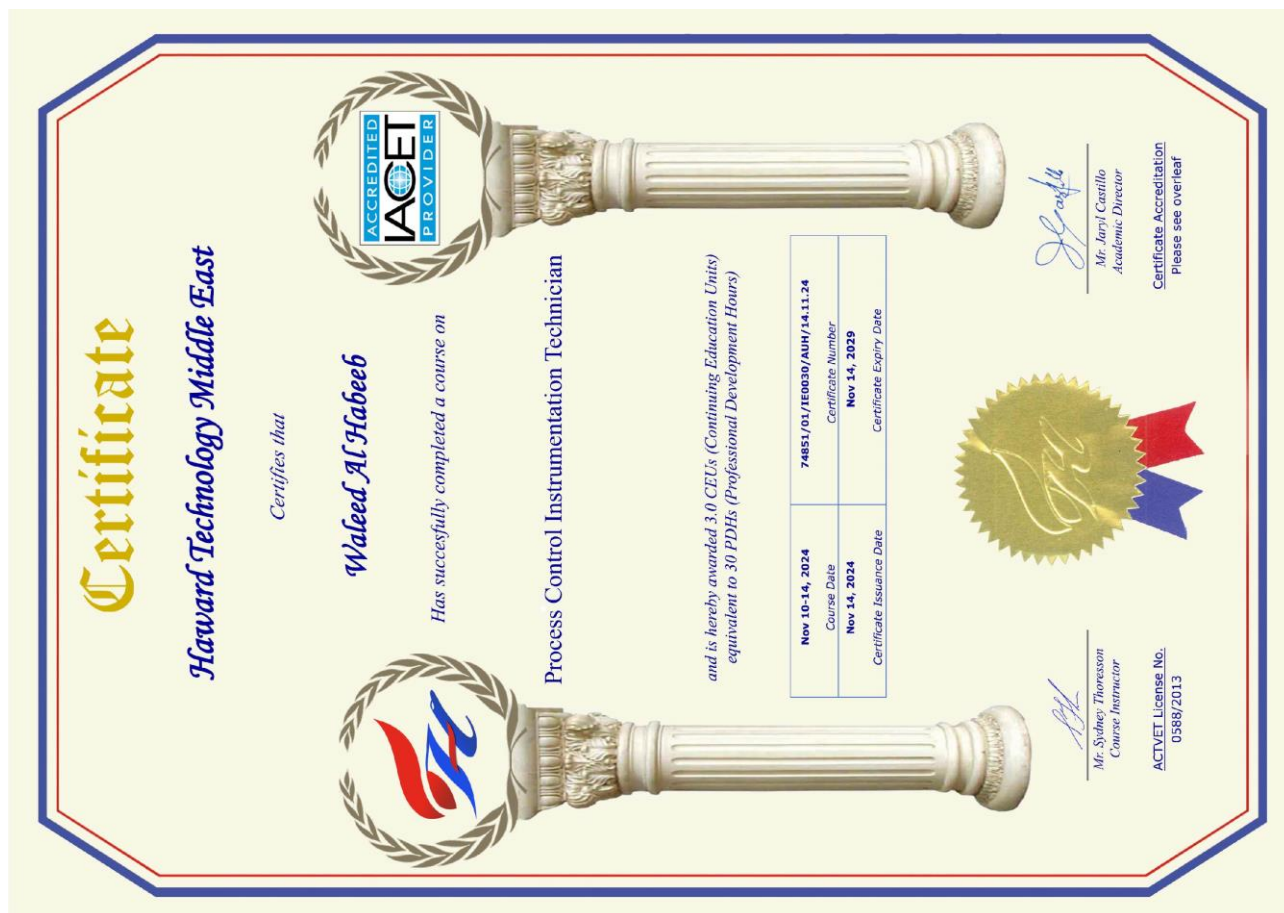 Certificate
Haward Technology Middle East
Certifies that
Waleed Al Habeeb
Has succesfully completed a course on
Process Control Instrumentation Technician
ACCREDITED
IACET
PROVIDER
and is hereby awarded 3.0 CEUs (Continuing Education Units)
equivalent to 30 PDHs (Professional Development Hours)
Nov 10-14, 2024
Course Date
74851/01/IE0030/AUH/14.11.24
Certificate Number
Nov 14, 2024
Certificate Issuance Date
Nov 14, 2029
Certificate Expiry Date
Mr. Sydney Thoresson
Course Instructor
ACTVET License No.
0588/2013
Mr. Jaryl Castillo
Academic Director
Certificate Accreditation
Please see overleaf